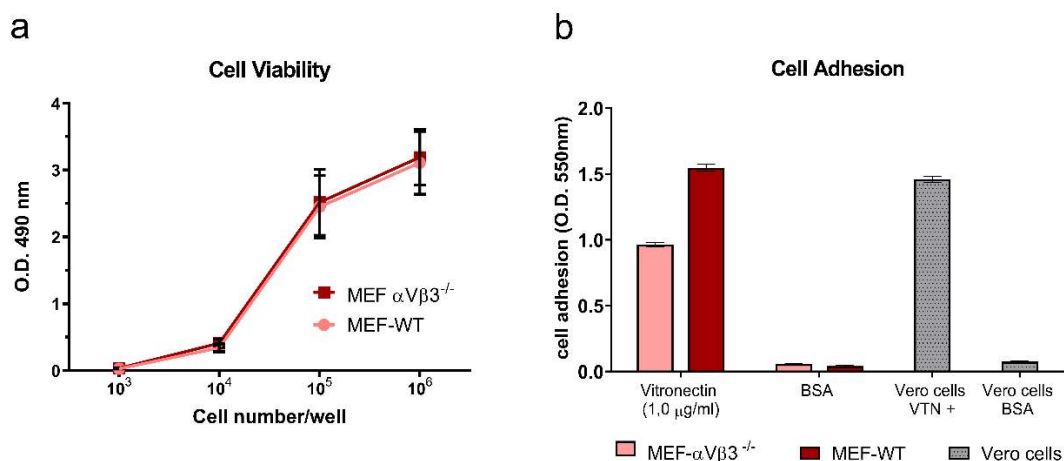 a
Cell Viability
O.D. 490 nm
4
3
2
1
0
10³
10⁴
10⁵
10⁶
Cell number/well
MEF αVβ3⁻/⁻
MEF-WT
b
Cell Adhesion
cell adhesion (O.D. 550nm)
2.0
1.5
1.0
0.5
0.0
Vitronectin
(1,0 µg/ml)
BSA
Vero cells
VTN +
Vero cells
BSA
MEF-αVβ3⁻/⁻
MEF-WT
Vero cells